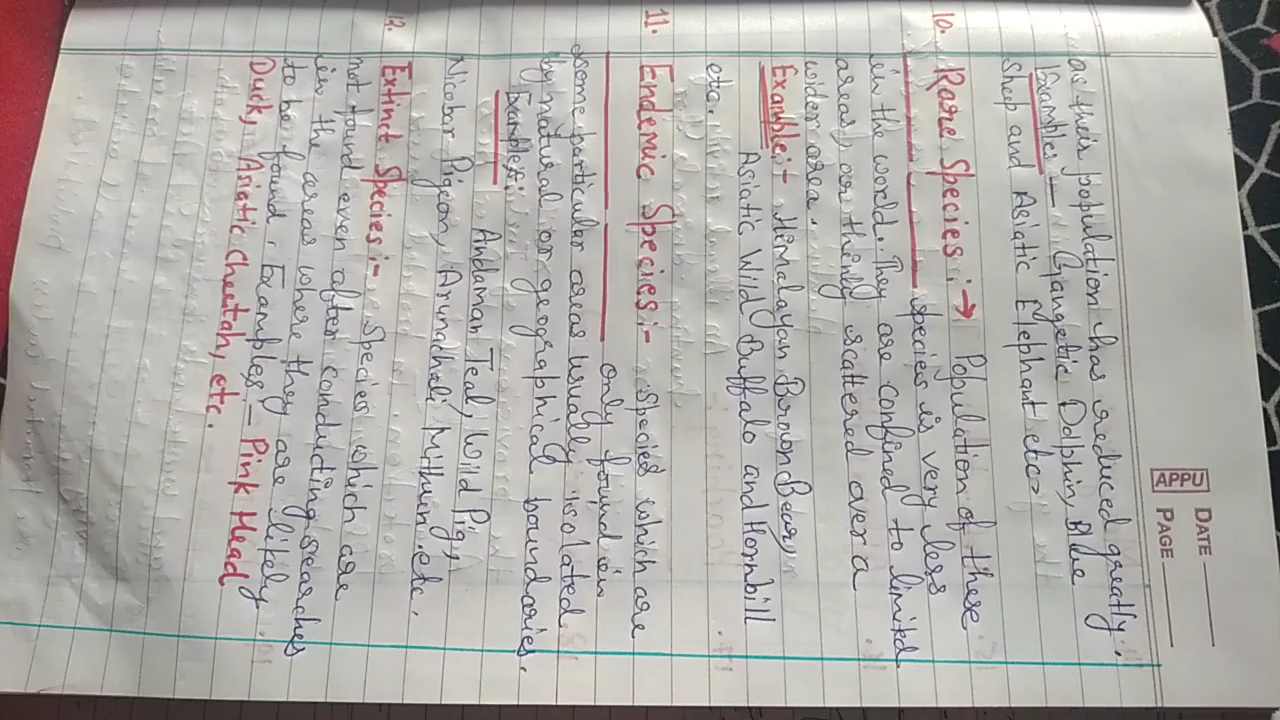 APPU
DATE
PAGE
as their population has reduced greatly.
Examples :- Gangetic Dolphin, Blue
Sheep and Asiatic Elephant etc.
10. Rare Species :→ Population of these
species is very less
in the world. They are confined to limited
areas, or thinly scattered over a
wider area.
Example:- Himalayan Brown Bear,
Asiatic Wild Buffalo and Hornbill
etc.
11. Endemic Species:- Species which are
only found in
some particular areas usually isolated
by natural or geographical boundaries.
Examples:
Andaman Teal, Wild Pig,
Nicobar Pigeon, Arunachali Mithun etc.
12. Extinct Species:- Species which are
not found even after conducting searches
in the areas where they are likely
to be found. Examples:- Pink Head
Duck, Asiatic Cheetah, etc.